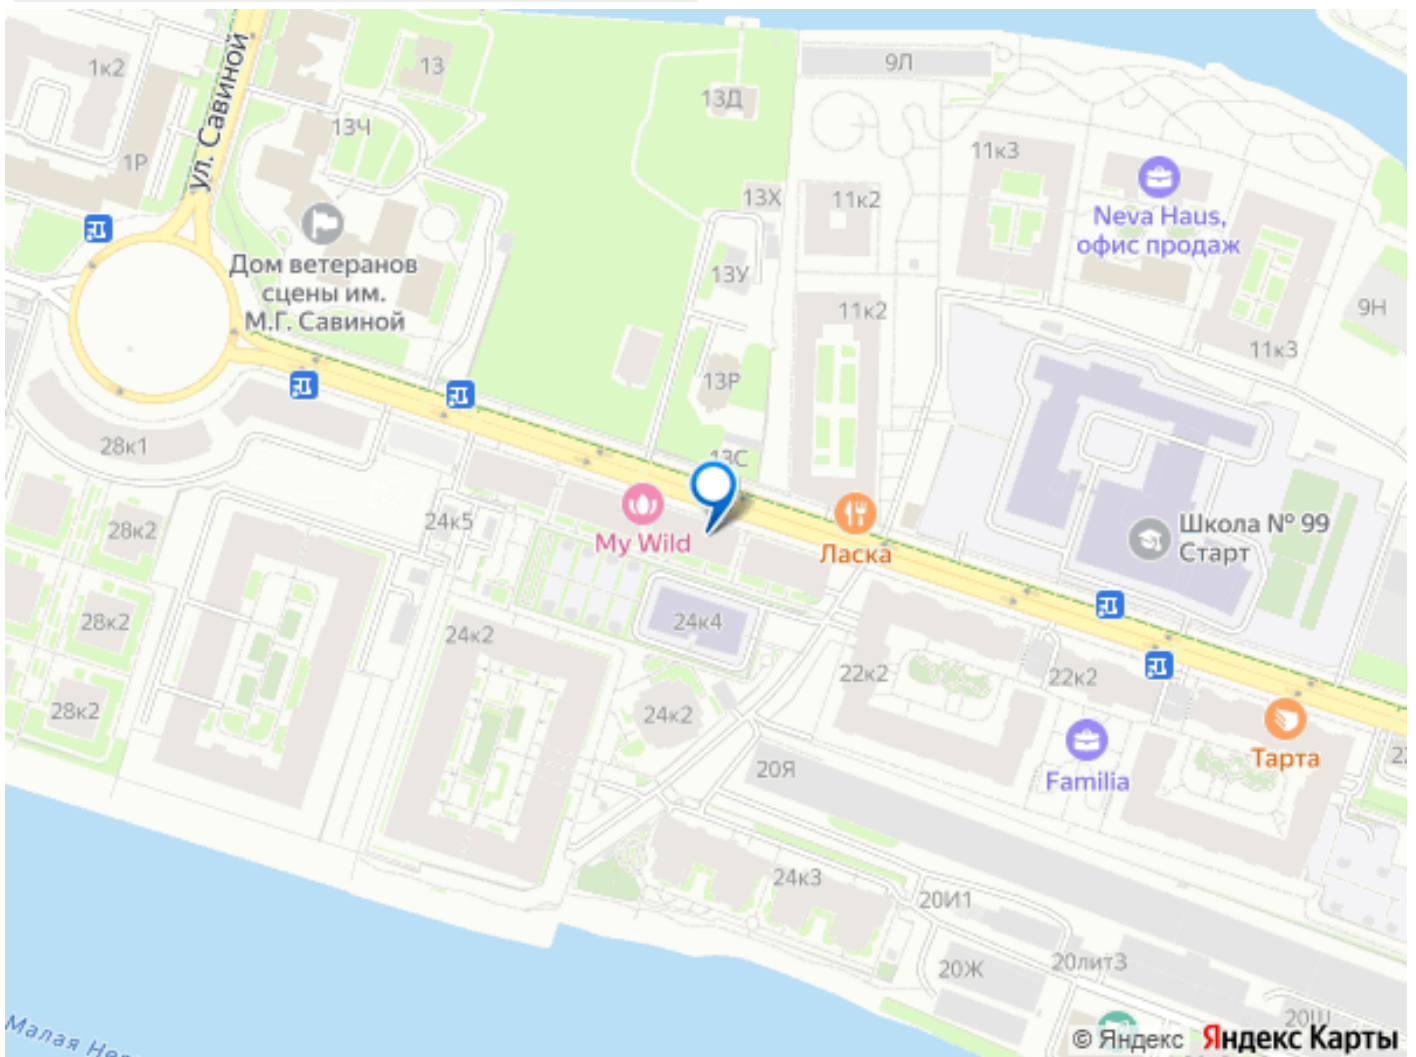 1к2
13
9Л
ул. Савиной
13Д
13Ч
11к3
1Р
13Х
11к2
Neva Haus,
офис продаж
Дом ветеранов
сцены им.
М.Г. Савиной
13У
11к2
9Н
11к3
13Р
28к1
13С
24к5
28к2
My Wild
Ласка
Школа № 99
Старт
28к2
24к2
24к4
22к2
22к2
28к2
24к2
20Я
Familia
Тарта
24к3
20И1
20Ж
20литЗ
20Ш
Малая
© Яндекс Яндекс Карты